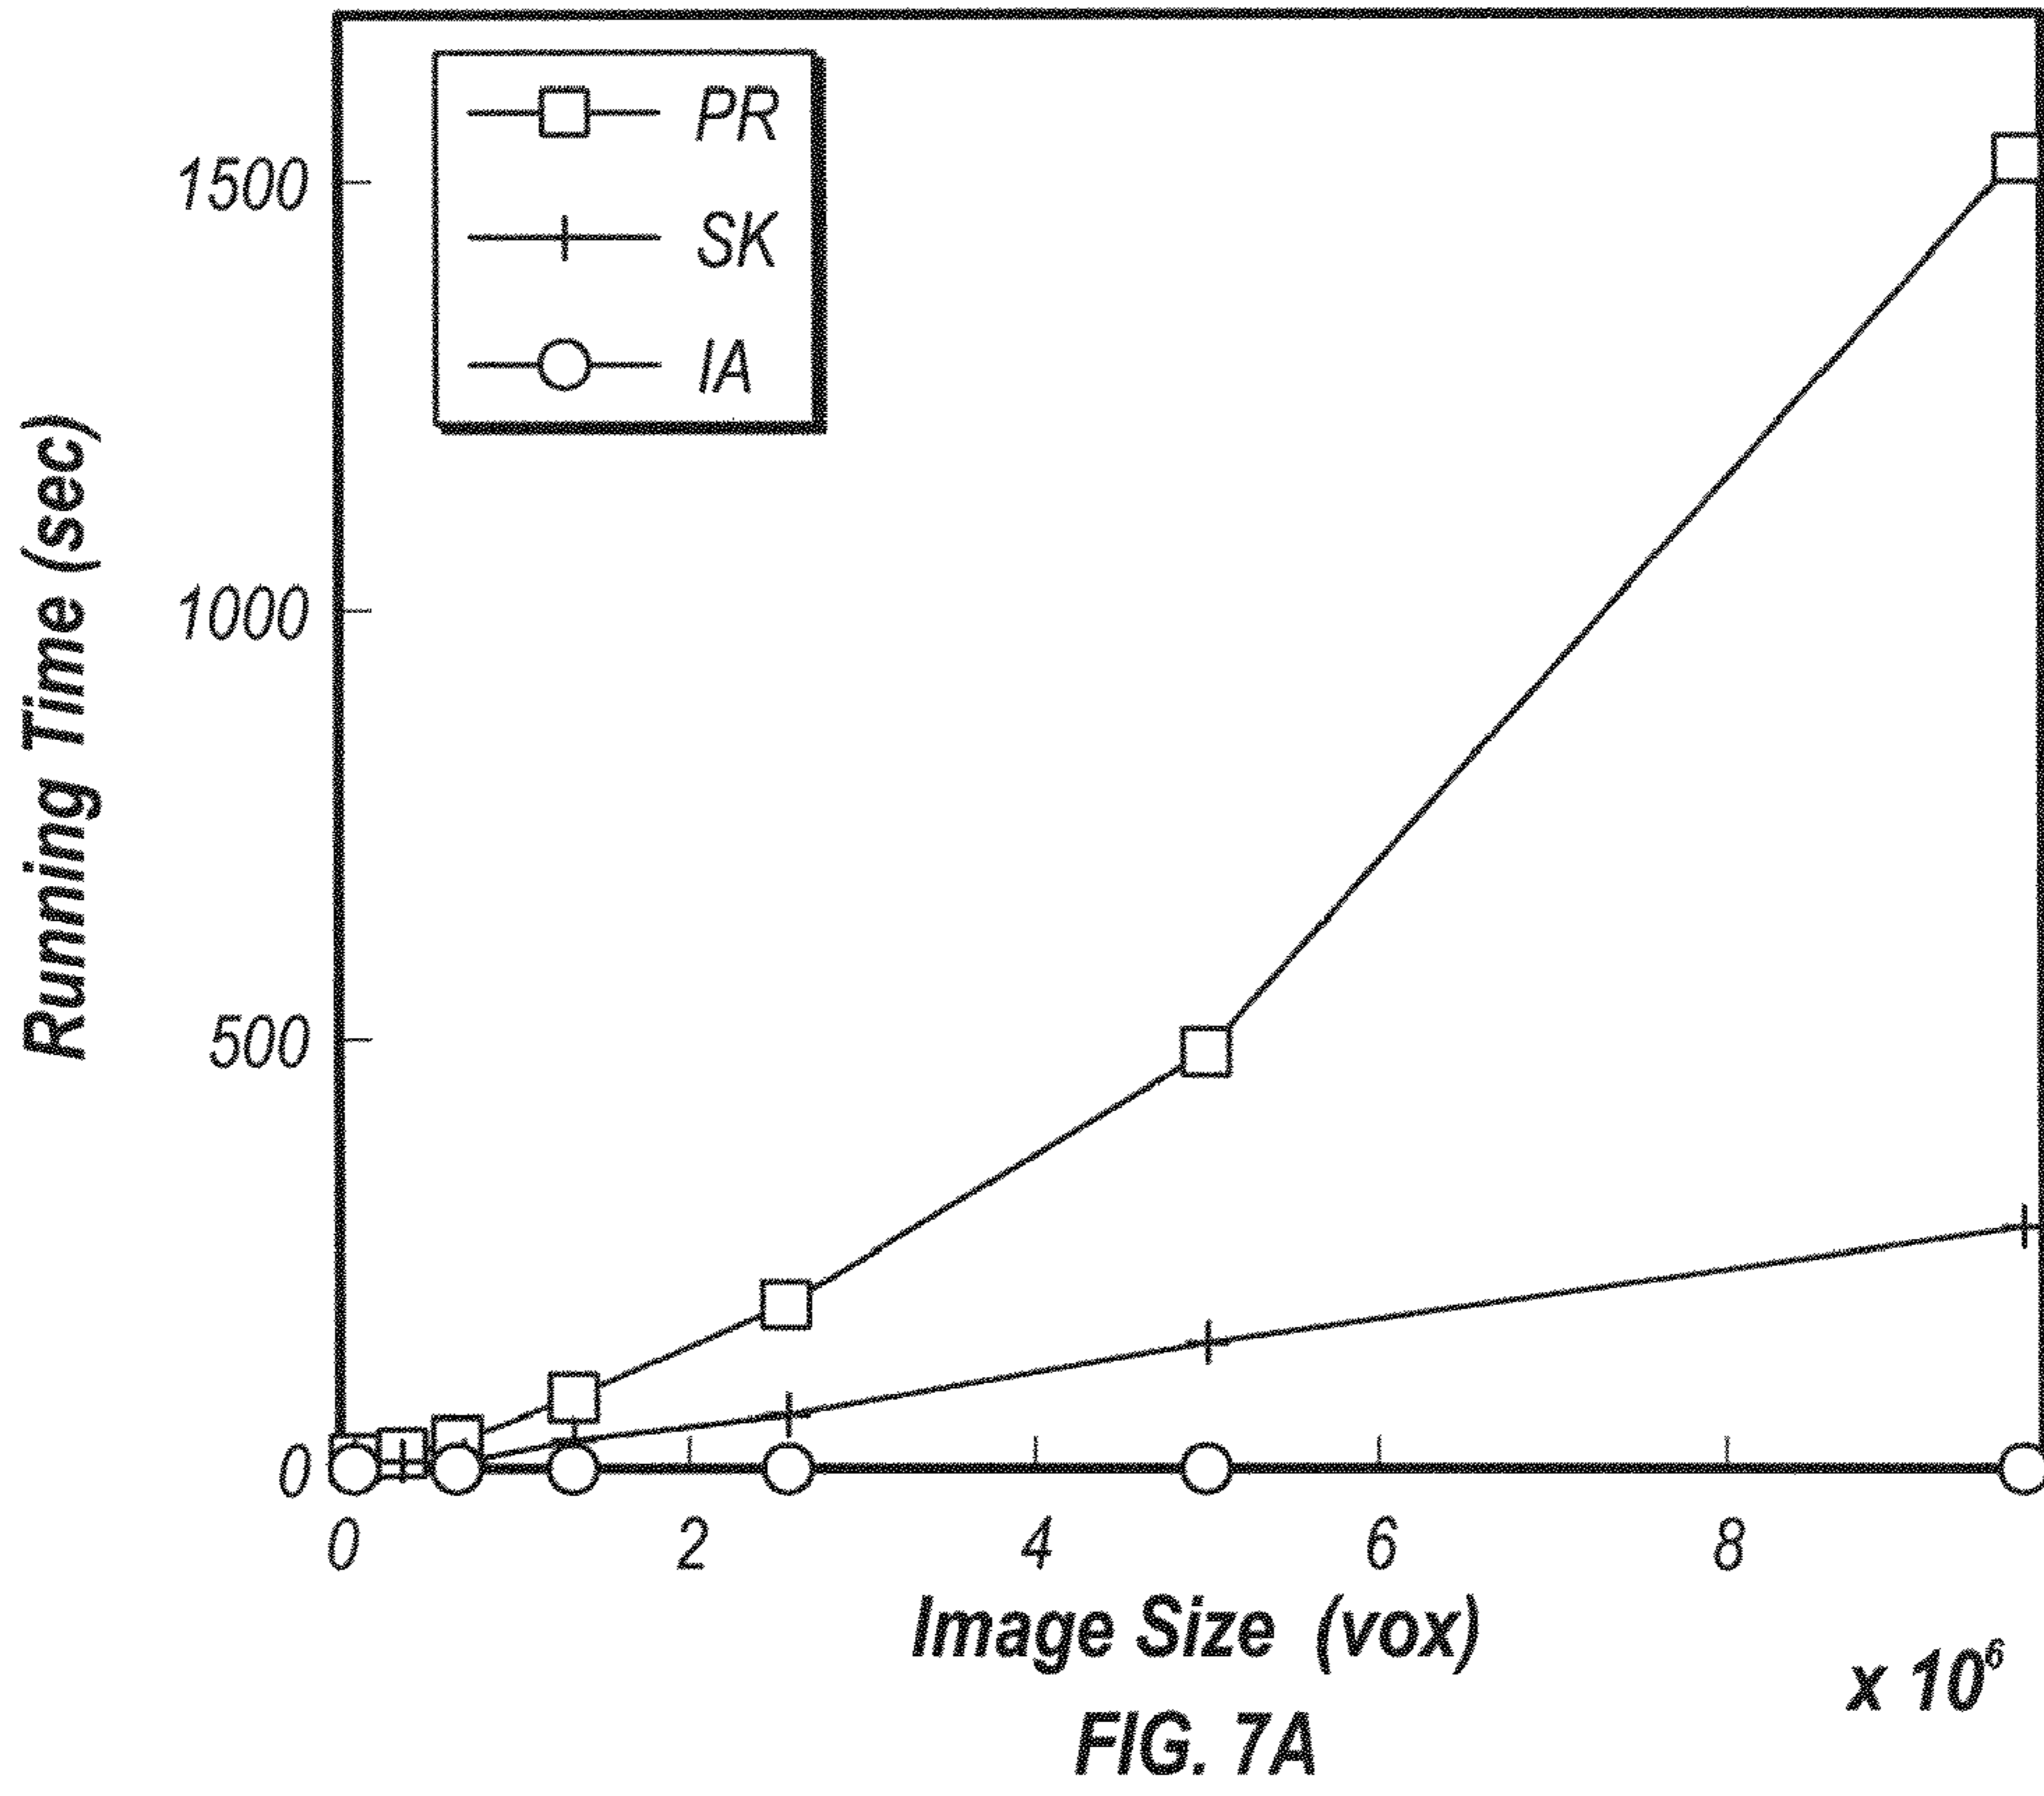 PR
SK
IA
Running Time (sec)
1500
1000
500
0
0 2 4 6 8
Image Size (vox)
x 10⁶
FIG. 7A